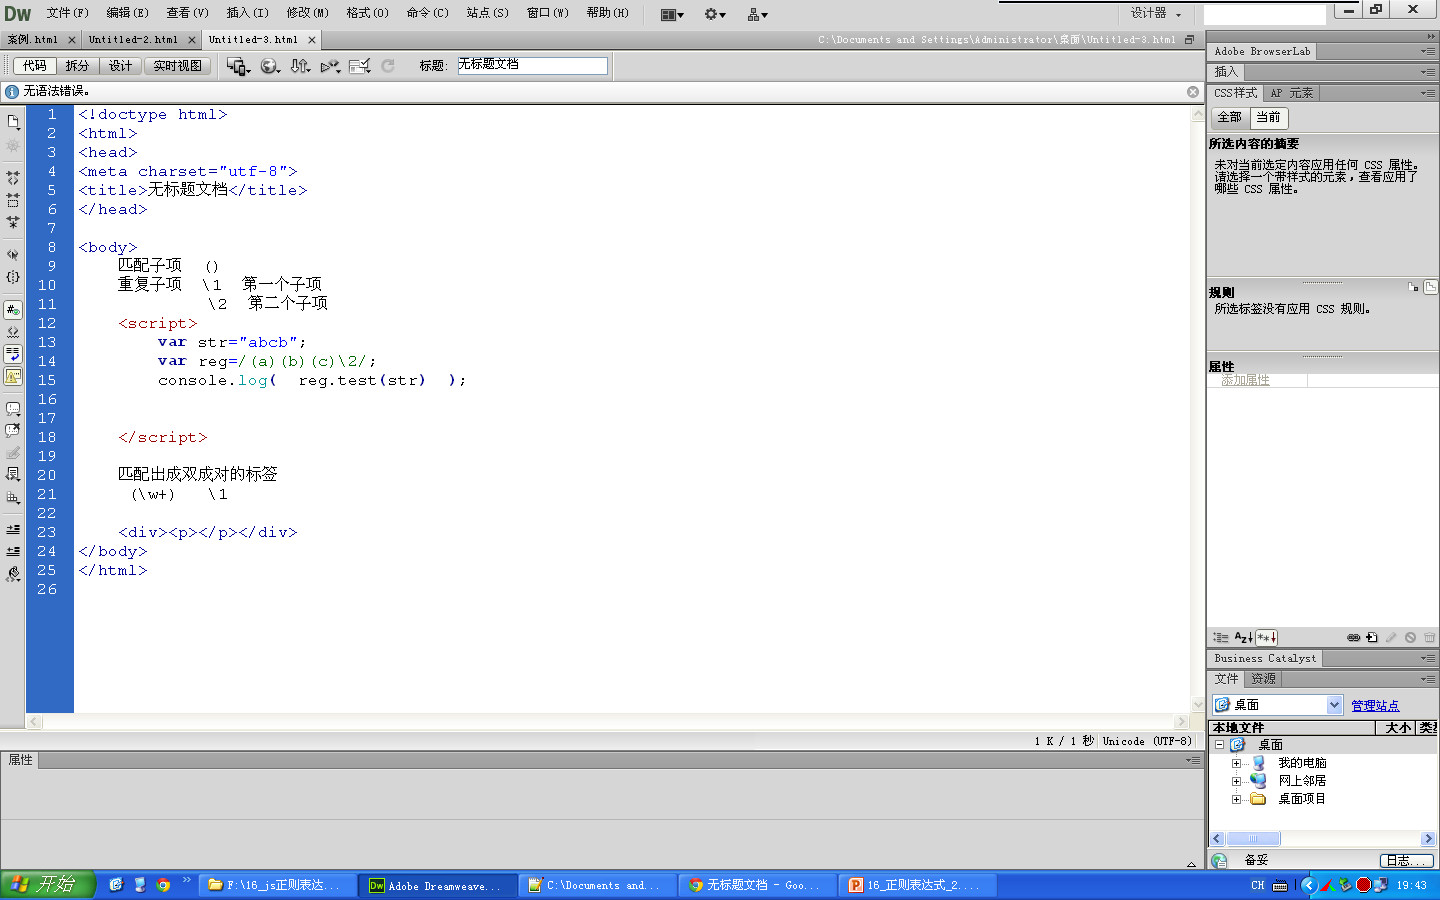 Dw 文件(F) 编辑(E) 查看(V) 插入(I) 修改(M) 格式(O) 命令(C) 站点(S) 窗口(W) 帮助(H) 设计器
案例.html Untitled-2.html Untitled-3.html C:\Documents and Settings\Administrator\桌面\Untitled-3.html
代码 拆分 设计 实时视图 标题: 无标题文档
无语法错误。
1 <!doctype html>
2 <html>
3 <head>
4 <meta charset="utf-8">
5 <title>无标题文档</title>
6 </head>
7
8 <body>
9 匹配子项 ()
10 重复子项 \1 第一个子项
11 \2 第二个子项
12 <script>
13 var str="abcb";
14 var reg=/(a)(b)(c)\2/;
15 console.log( reg.test(str) );
16
17
18 </script>
19
20 匹配出成双成对的标签
21 (\w+) \1
22
23 <div><p></p></div>
24 </body>
25 </html>
26
1 K / 1 秒 Unicode (UTF-8)
属性
Adobe BrowserLab
插入
CSS样式 AP 元素
全部 当前
所选内容的摘要
未对当前选定内容应用任何 CSS 属性。
请选择一个带样式的元素，查看应用了
哪些 CSS 属性。
规则
所选标签没有应用 CSS 规则。
属性
添加属性
Business Catalyst
文件 资源
桌面 管理站点
本地文件 大小 类型
桌面
我的电脑
网上邻居
桌面项目
备妥 日志...
开始 F:\16_js正则表达... Adobe Dreamweave... C:\Documents and... 无标题文档 - Goo... 16_正则表达式_2.... CH 19:43